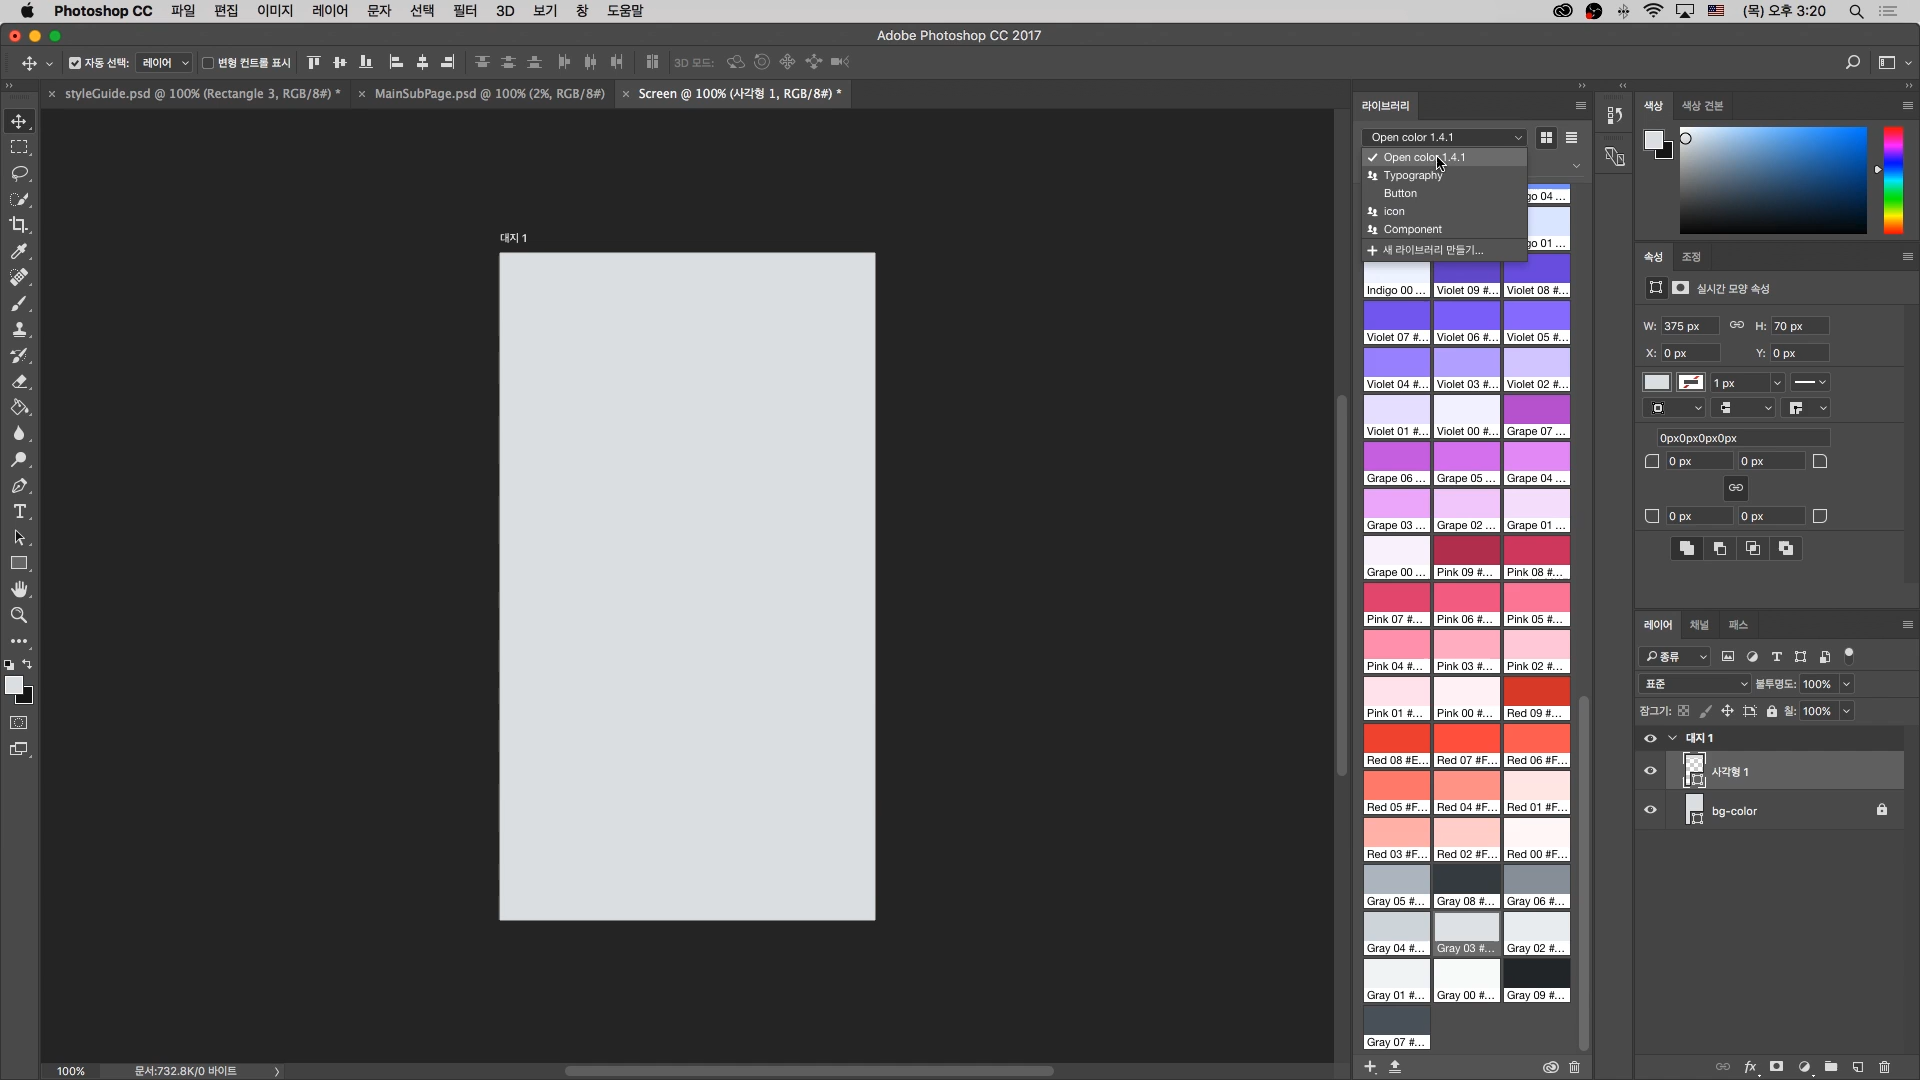 Photoshop CC 파일 편집 이미지 레이어 문자 선택 필터 3D 보기 창 도움말 (목) 오후 3:20
Adobe Photoshop CC 2017
자동 선택: 레이어 변형 컨트롤 표시 3D 모드:
styleGuide.psd @ 100% (Rectangle 3, RGB/8#) * MainSubPage.psd @ 100% (2%, RGB/8#) Screen @ 100% (사각형 1, RGB/8#) *
대지 1
100% 문서:732.8K/0 바이트
라이브러리
Open color 1.4.1
Open color 1.4.1
Typography
Button
icon
Component
새 라이브러리 만들기...
go 04 ...
go 01 ...
Indigo 00 ... Violet 09 #... Violet 08 #...
Violet 07 #... Violet 06 #... Violet 05 #...
Violet 04 #... Violet 03 #... Violet 02 #...
Violet 01 #... Violet 00 #... Grape 07 ...
Grape 06 ... Grape 05 ... Grape 04 ...
Grape 03 ... Grape 02 ... Grape 01 ...
Grape 00 ... Pink 09 #... Pink 08 #...
Pink 07 #... Pink 06 #... Pink 05 #...
Pink 04 #... Pink 03 #... Pink 02 #...
Pink 01 #... Pink 00 #... Red 09 #...
Red 08 #E... Red 07 #F... Red 06 #F...
Red 05 #F... Red 04 #F... Red 01 #F...
Red 03 #F... Red 02 #F... Red 00 #F...
Gray 05 #... Gray 08 #... Gray 06 #...
Gray 04 #... Gray 03 #... Gray 02 #...
Gray 01 #... Gray 00 #... Gray 09 #...
Gray 07 #...
색상 색상 견본
속성 조정
실시간 모양 속성
W: 375 px H: 70 px
X: 0 px Y: 0 px
1 px
0px0px0px0px
0 px 0 px
0 px 0 px
레이어 채널 패스
종류
표준 불투명도: 100%
잠그기: 칠: 100%
대지 1
사각형 1
bg-color